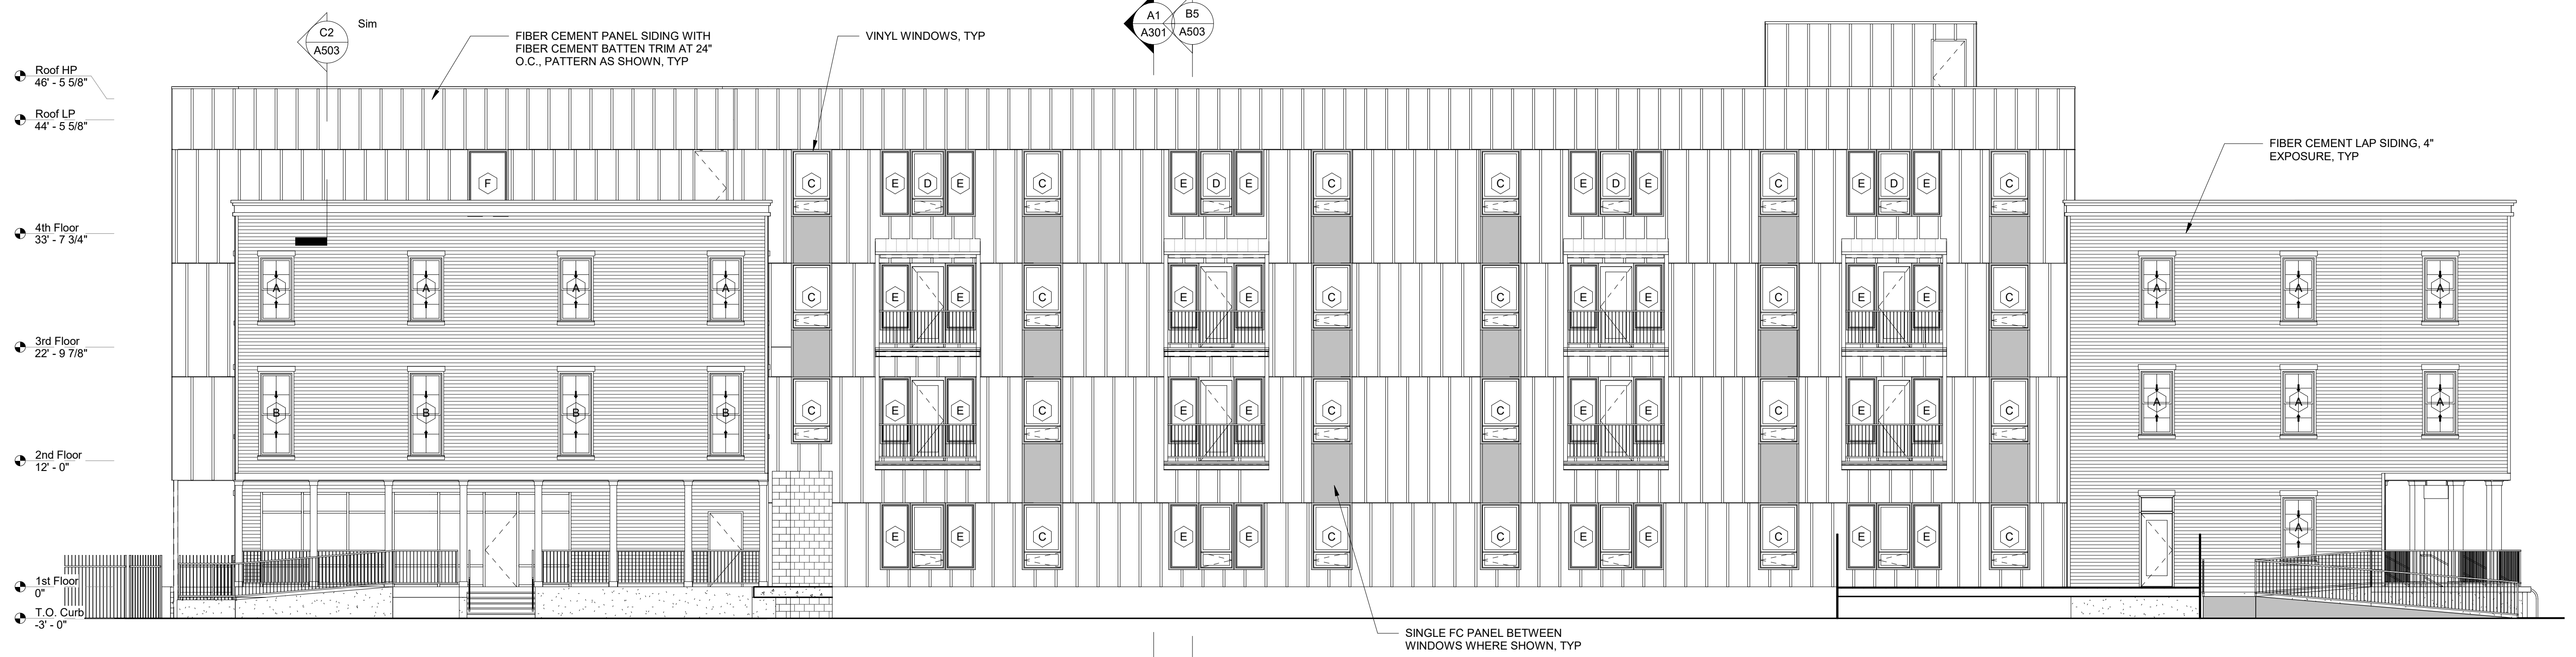 C2
A503
Sim
A1
A301
B5
A503
FIBER CEMENT PANEL SIDING WITH
FIBER CEMENT BATTEN TRIM AT 24"
O.C., PATTERN AS SHOWN, TYP
VINYL WINDOWS, TYP
Roof HP
46' - 5 5/8"
Roof LP
44' - 5 5/8"
FIBER CEMENT LAP SIDING, 4"
EXPOSURE, TYP
F C E D E C E D E C C E D E C E D E C
4th Floor
33' - 7 3/4"
A A A A C E E C E E C C E E C E E C A A A
3rd Floor
22' - 9 7/8"
B B B B C E E C E E C C E E C E E C A A A
2nd Floor
12' - 0"
E E C E E C C E E C E E C A
1st Floor
0"
T.O. Curb
-3' - 0"
SINGLE FC PANEL BETWEEN
WINDOWS WHERE SHOWN, TYP